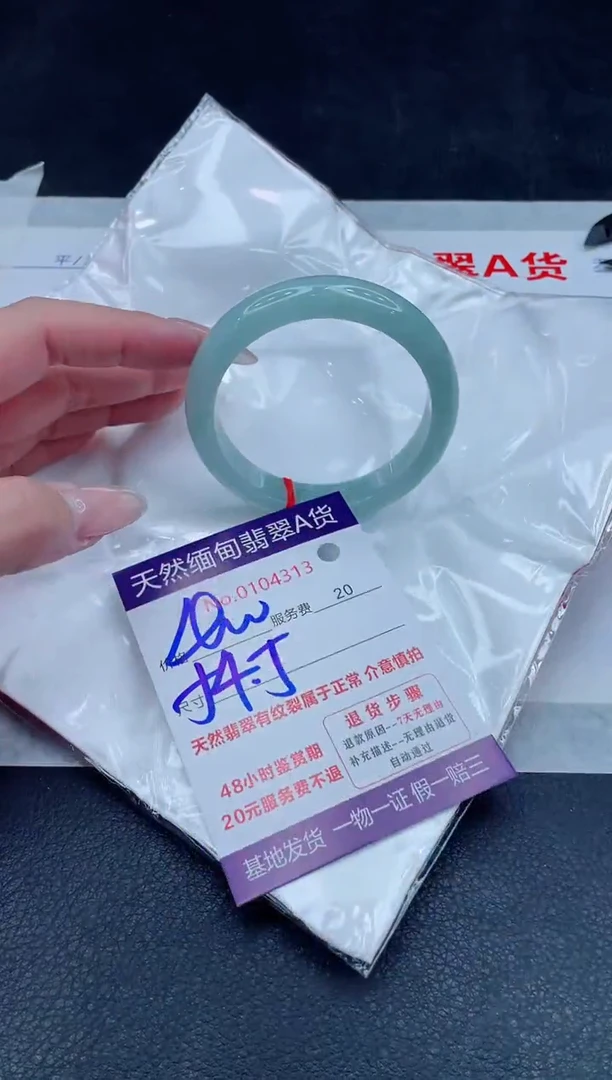 平/
翠A货
天然缅甸翡翠A货
No.0104313
服务费 20
尺寸
天然翡翠有纹裂属于正常 介意慎拍
48小时鉴赏期
20元服务费不退
退货步骤
退款原因--7天无理由
补充描述--无理由退货
自动通过
基地发货 一物一证 假一赔三